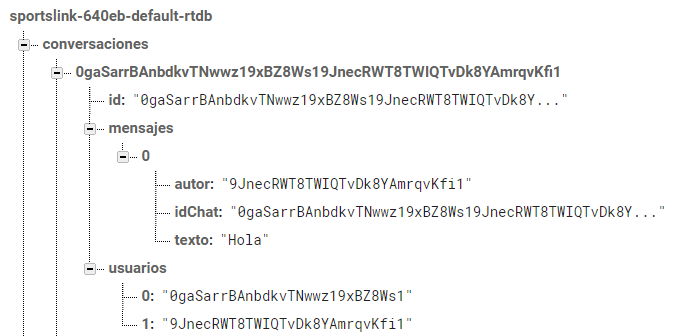 sportslink-640eb-default-rtdb
conversaciones
0gaSarrBAnbdkvTNwwz19xBZ8Ws19JnecRWT8TWIQTvDk8YAmrqvKfi1
id: "0gaSarrBAnbdkvTNwwz19xBZ8Ws19JnecRWT8TWIQTvDk8Y..."
mensajes
0
autor: "9JnecRWT8TWIQTvDk8YAmrqvKfi1"
idChat: "0gaSarrBAnbdkvTNwwz19xBZ8Ws19JnecRWT8TWIQTvDk8Y..."
texto: "Hola"
usuarios
0: "0gaSarrBAnbdkvTNwwz19xBZ8Ws1"
1: "9JnecRWT8TWIQTvDk8YAmrqvKfi1"